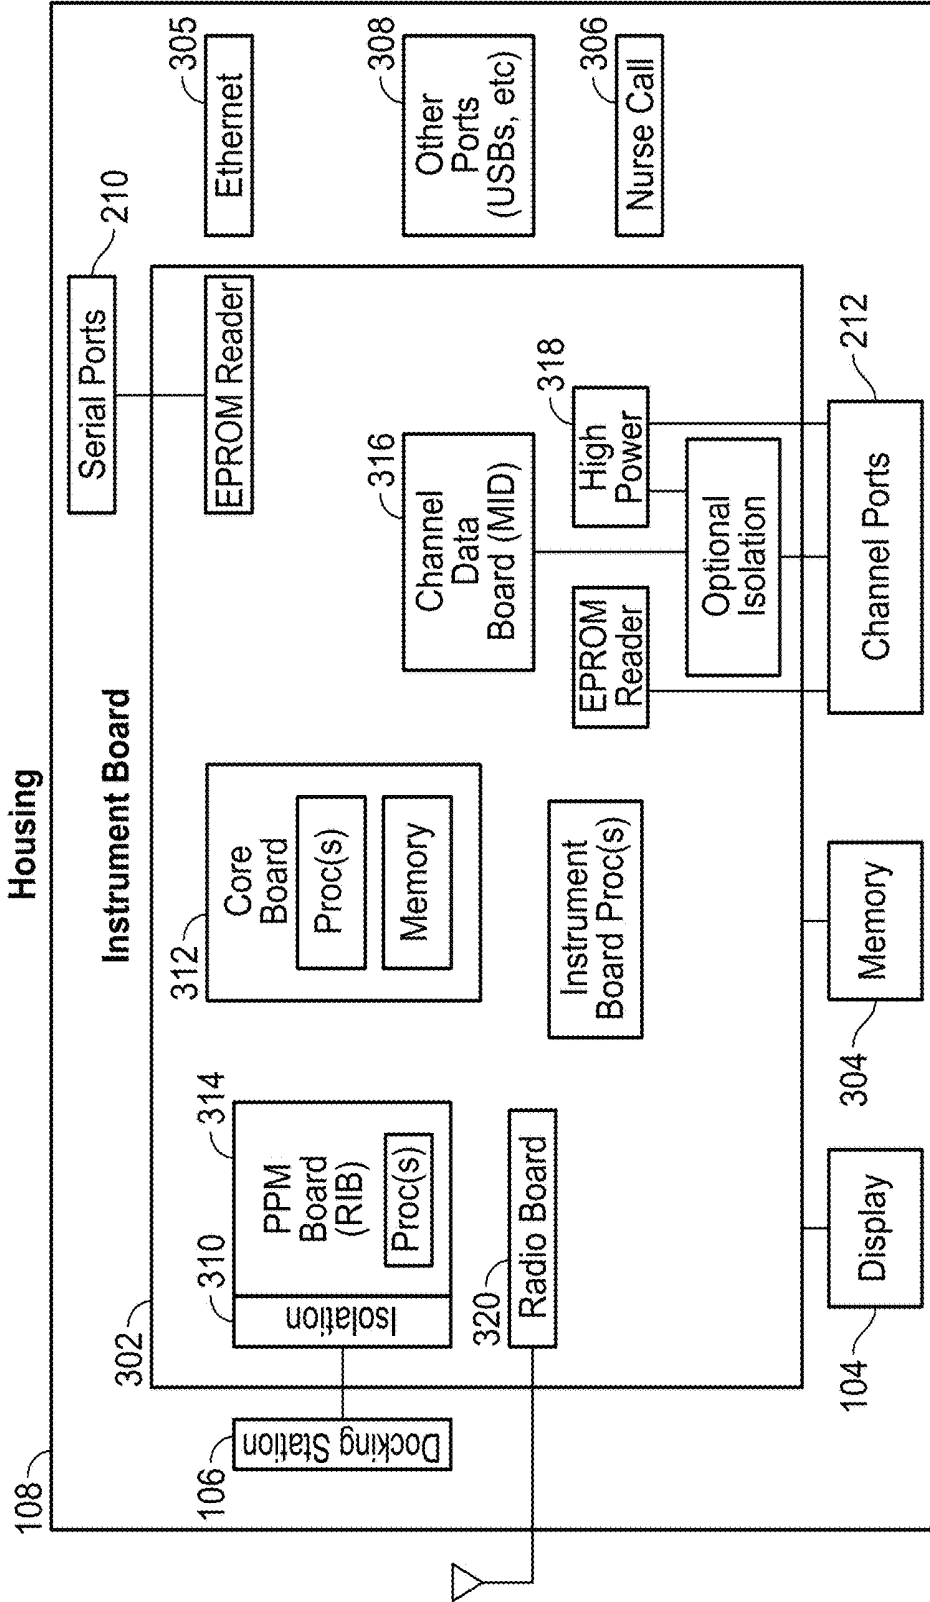 Housing
108
Instrument Board
302
Serial Ports
210
EPROM Reader
Ethernet
305
Other
Ports
(USBs, etc)
308
Nurse Call
306
Docking Station
106
Isolation
310
PPM
Board
(RIB)
314
Proc(s)
Core
Board
312
Proc(s)
Memory
Channel
Data
Board (MID)
316
Radio Board
320
Instrument
Board Proc(s)
EPROM
Reader
High
Power
318
Optional
Isolation
Display
104
Memory
304
Channel Ports
212